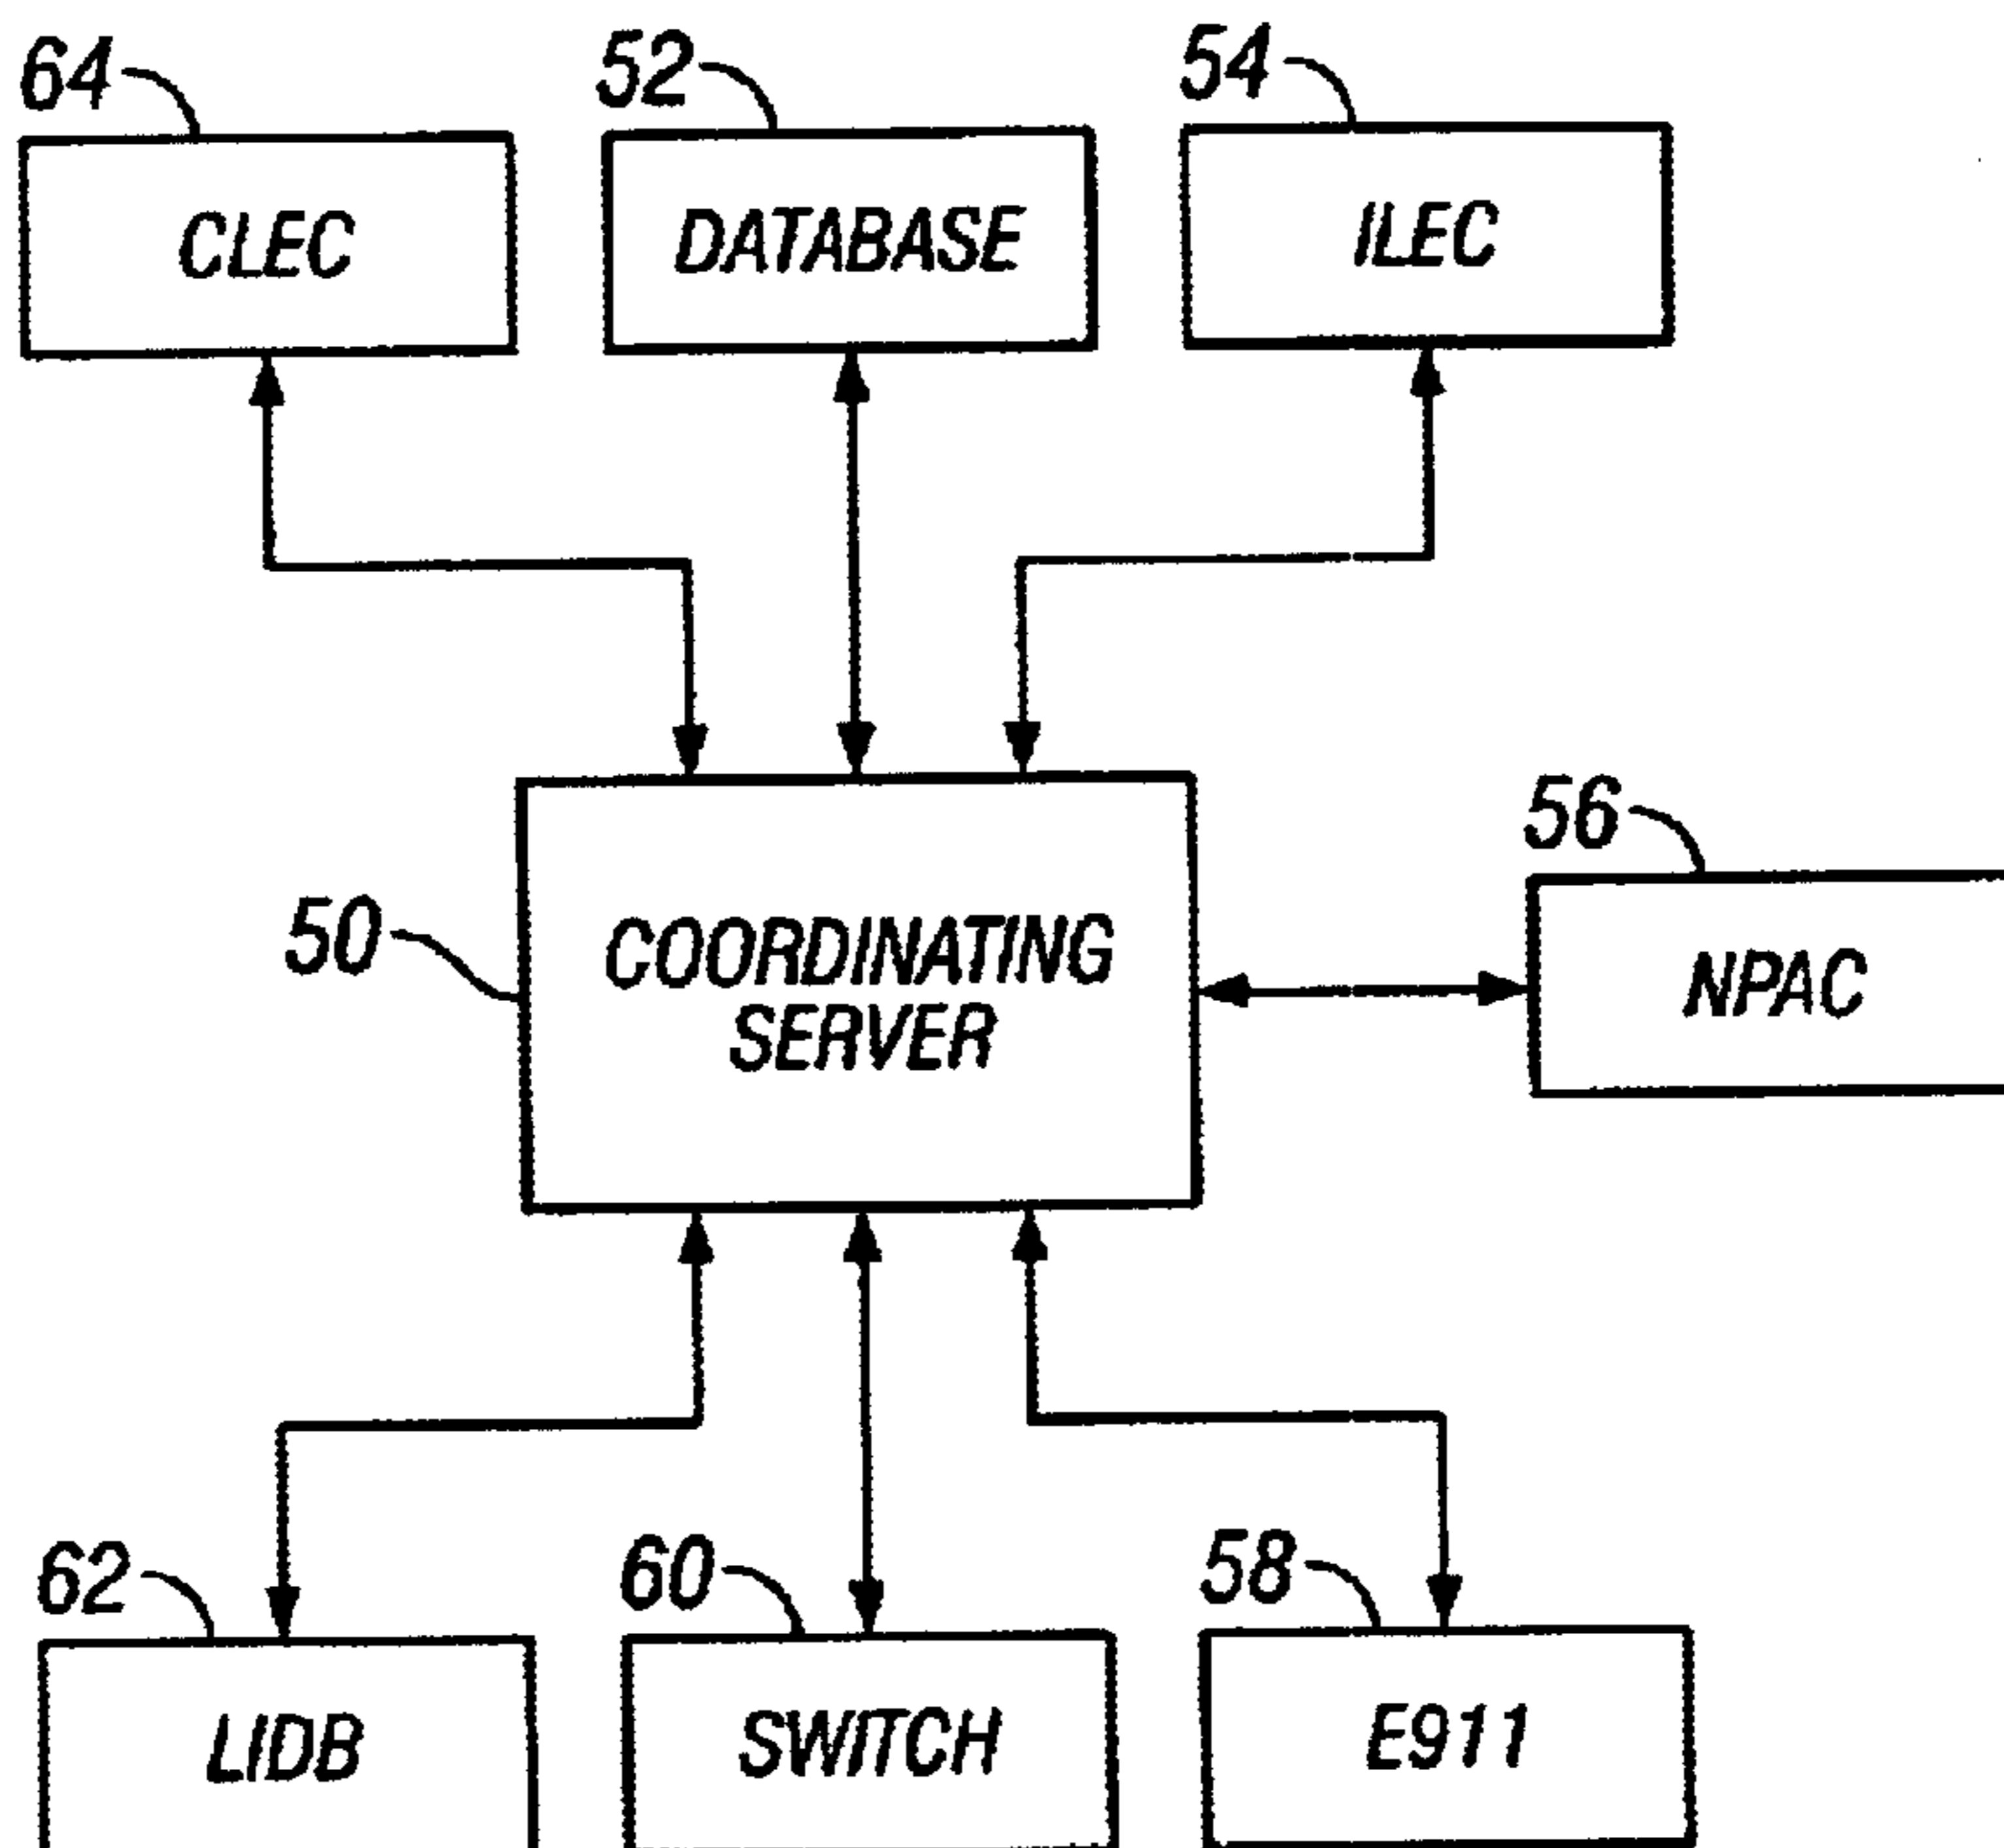 64
52
54
CLEC
DATABASE
ILEC
56
50
COORDINATING
SERVER
NPAC
62
60
58
LIDB
SWITCH
E911